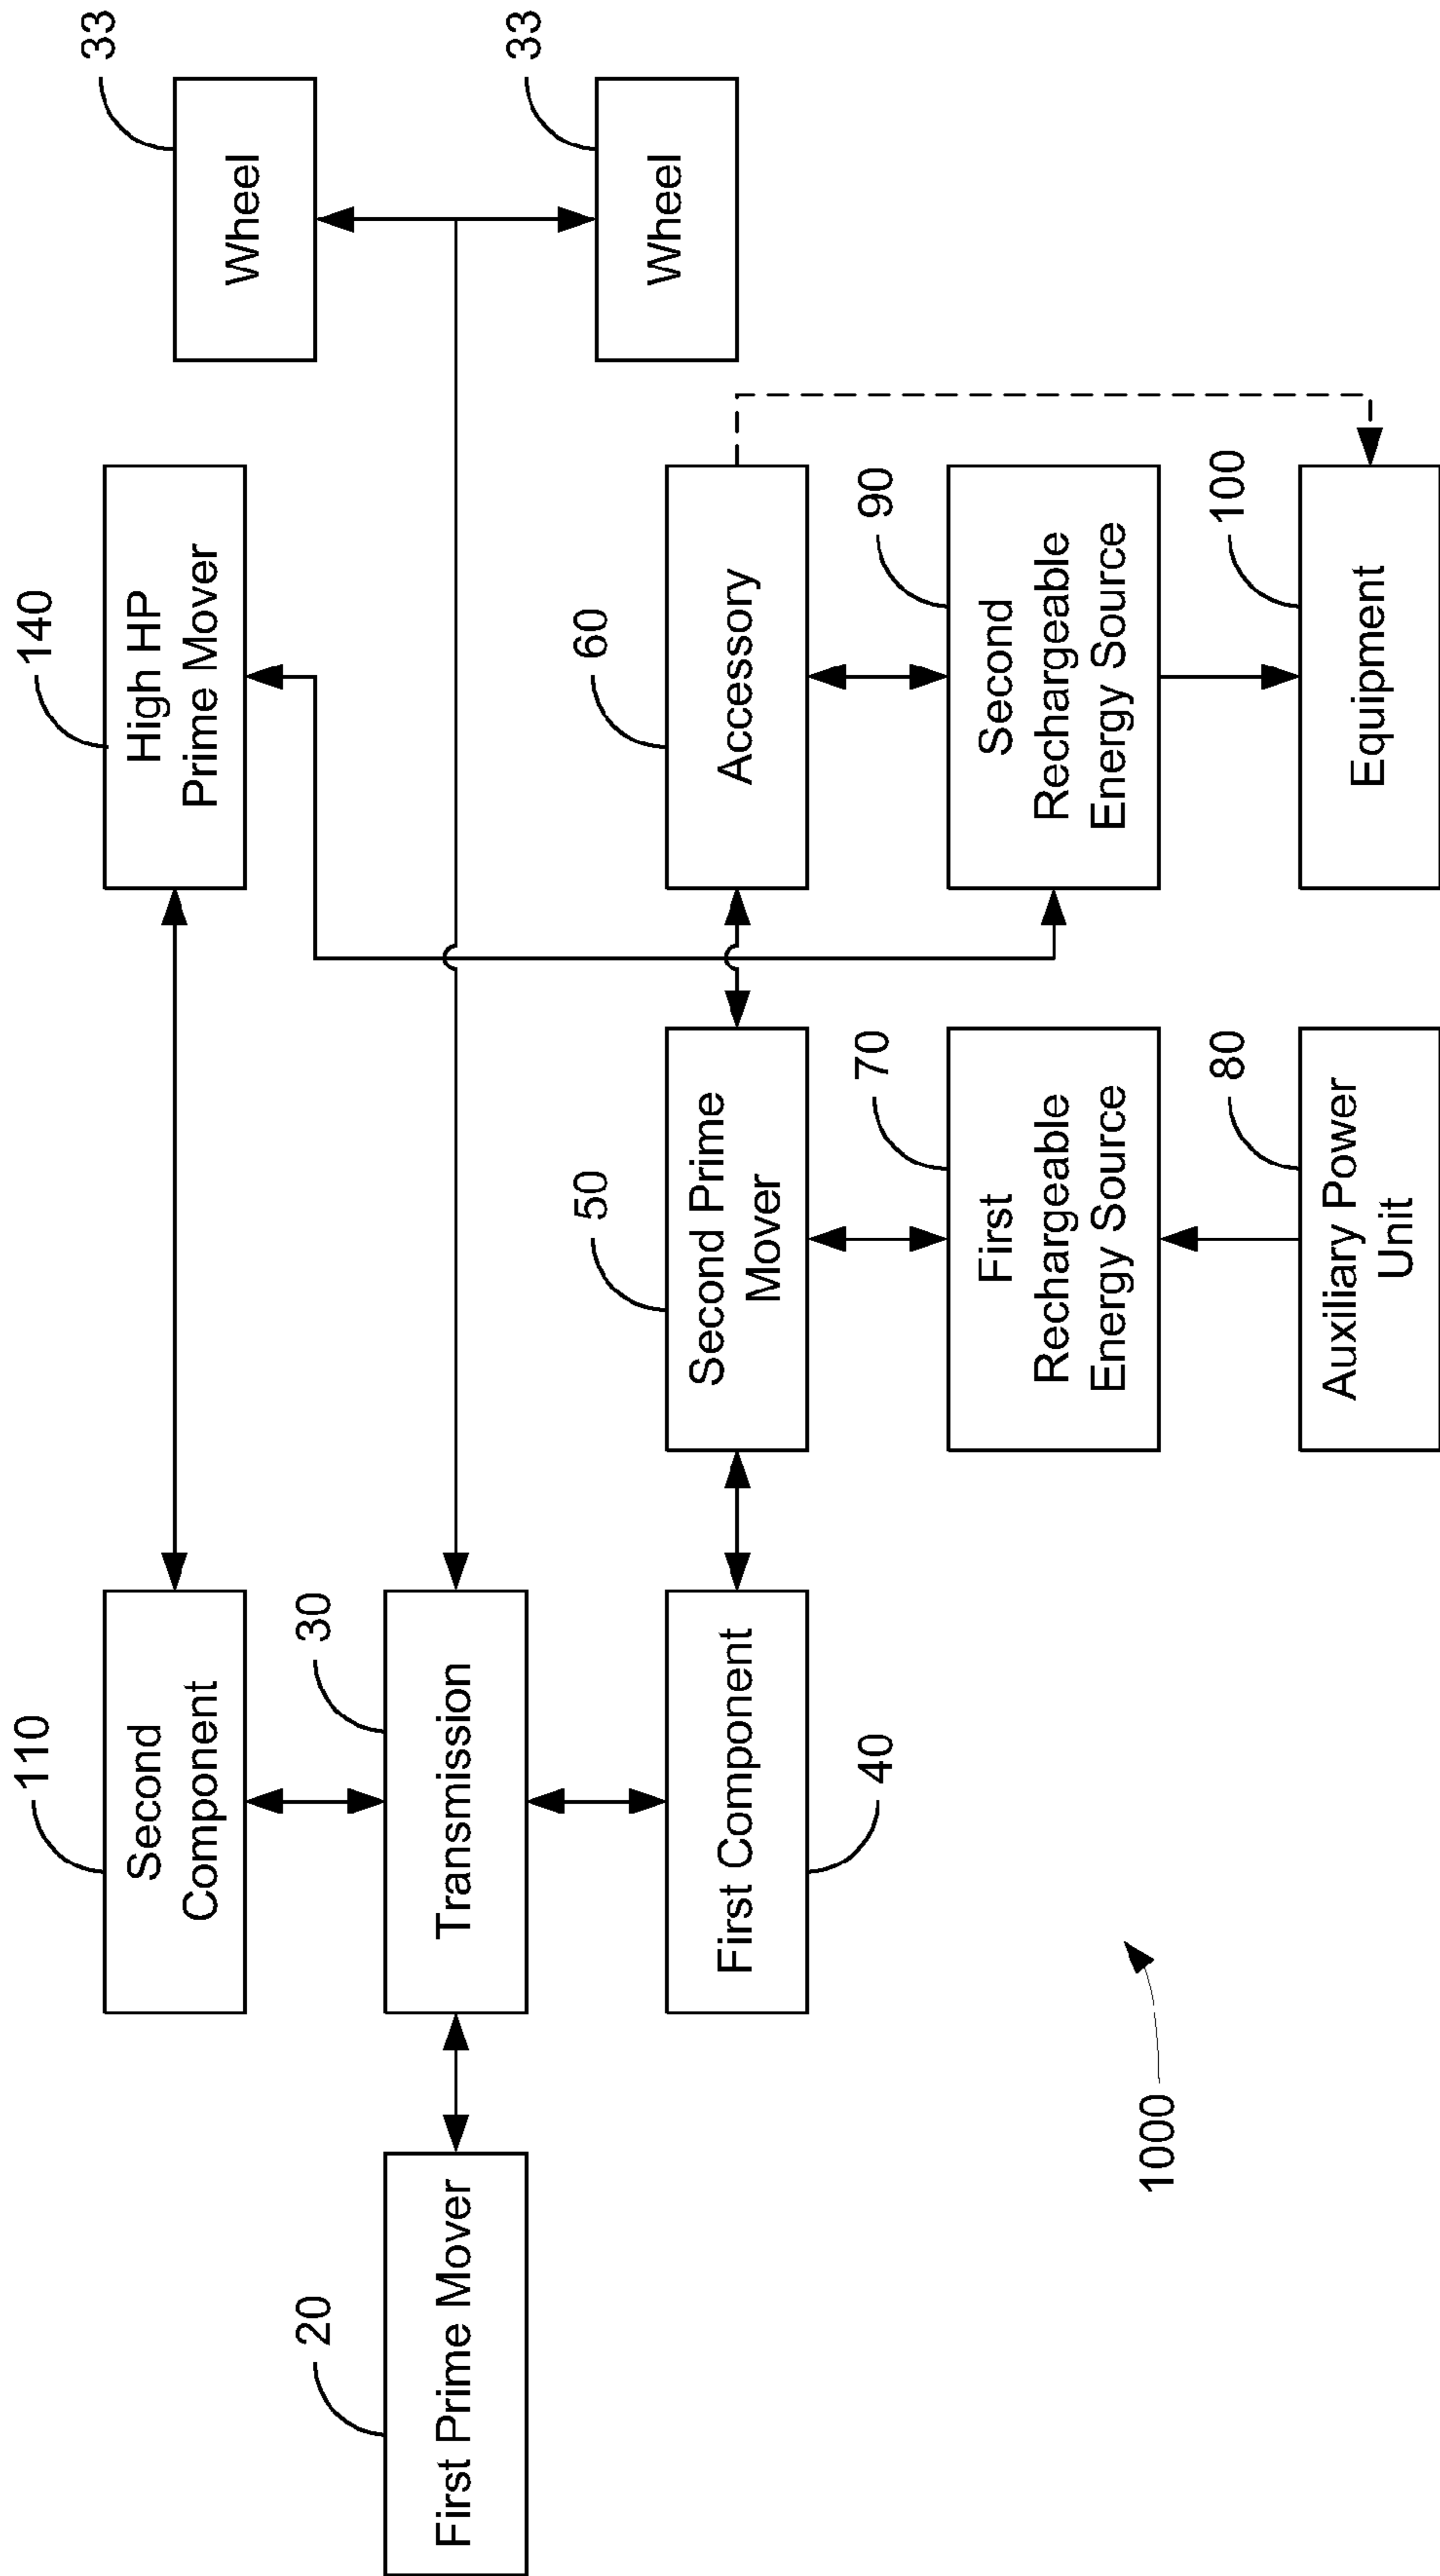 110
Second
Component
140
High HP
Prime Mover
33
Wheel
20
First Prime Mover
30
Transmission
33
Wheel
40
First Component
50
Second Prime
Mover
60
Accessory
70
First
Rechargeable
Energy Source
90
Second
Rechargeable
Energy Source
1000
80
Auxiliary Power
Unit
100
Equipment